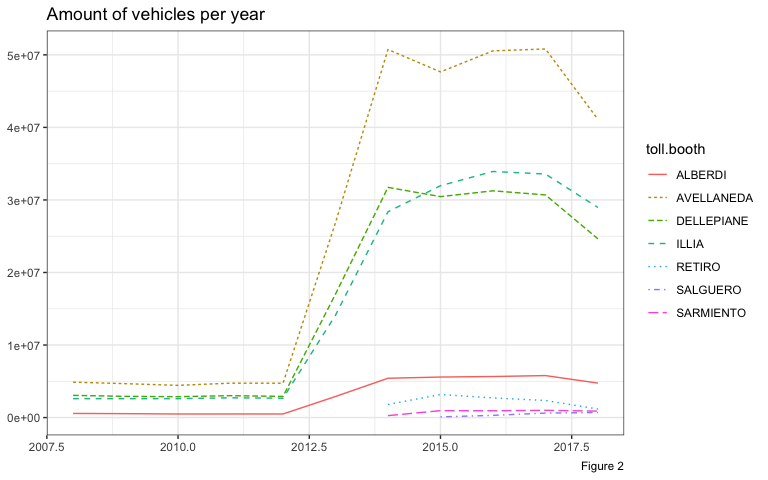 Amount of vehicles per year
5e+07
4e+07
3e+07
2e+07
1e+07
0e+00
2007.5
2010.0
2012.5
2015.0
2017.5
Figure 2
toll.booth
ALBERDI
AVELLANEDA
DELLEPIANE
ILLIA
RETIRO
SALGUERO
SARMIENTO